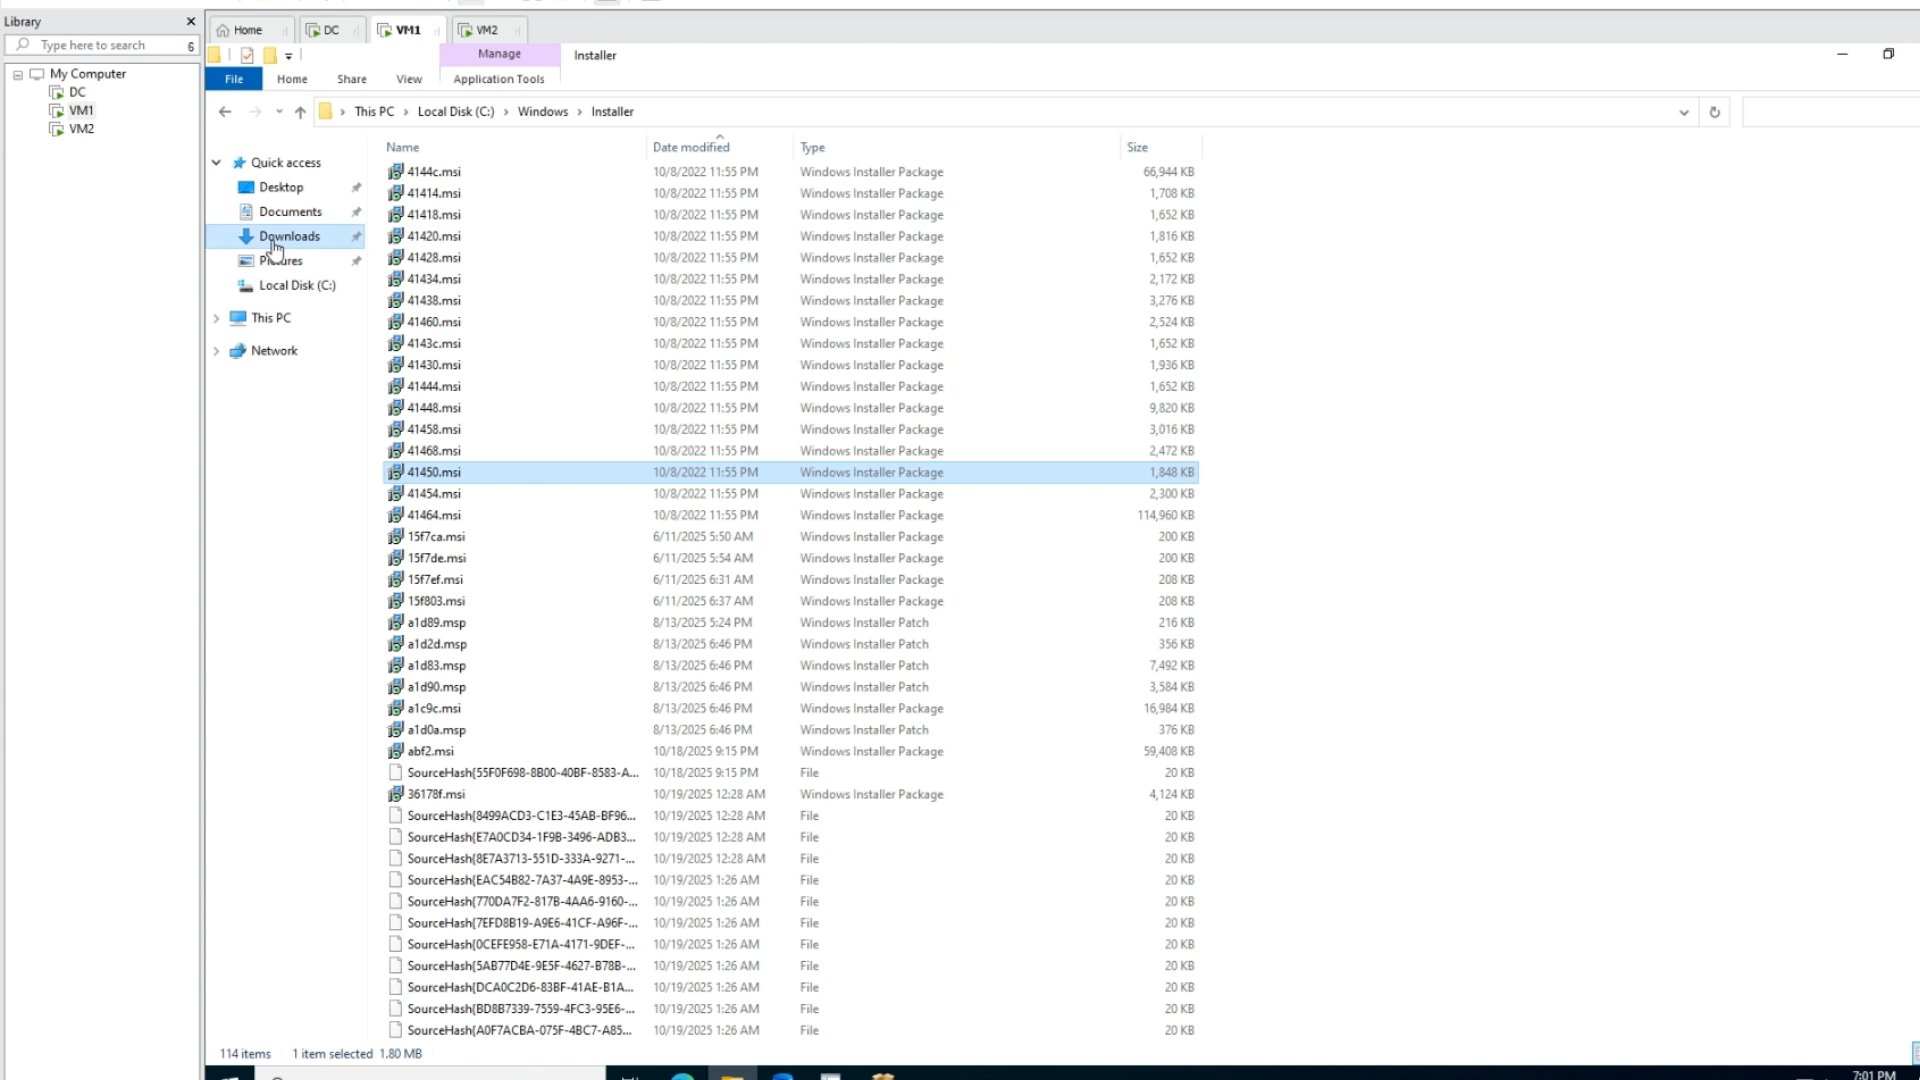 Library
Type here to search
6
My Computer
DC
VM1
VM2
Home
DC
VM1
VM2
Manage
Installer
File
Home
Share
View
Application Tools
This PC > Local Disk (C:) > Windows > Installer
Quick access
Desktop
Documents
Downloads
Pictures
Local Disk (C:)
This PC
Network
Name Date modified Type Size
4144c.msi 10/8/2022 11:55 PM Windows Installer Package 66,944 KB
41414.msi 10/8/2022 11:55 PM Windows Installer Package 1,708 KB
41418.msi 10/8/2022 11:55 PM Windows Installer Package 1,652 KB
41420.msi 10/8/2022 11:55 PM Windows Installer Package 1,816 KB
41428.msi 10/8/2022 11:55 PM Windows Installer Package 1,652 KB
41434.msi 10/8/2022 11:55 PM Windows Installer Package 2,172 KB
41438.msi 10/8/2022 11:55 PM Windows Installer Package 3,276 KB
41460.msi 10/8/2022 11:55 PM Windows Installer Package 2,524 KB
4143c.msi 10/8/2022 11:55 PM Windows Installer Package 1,652 KB
41430.msi 10/8/2022 11:55 PM Windows Installer Package 1,936 KB
41444.msi 10/8/2022 11:55 PM Windows Installer Package 1,652 KB
41448.msi 10/8/2022 11:55 PM Windows Installer Package 9,820 KB
41458.msi 10/8/2022 11:55 PM Windows Installer Package 3,016 KB
41468.msi 10/8/2022 11:55 PM Windows Installer Package 2,472 KB
41450.msi 10/8/2022 11:55 PM Windows Installer Package 1,848 KB
41454.msi 10/8/2022 11:55 PM Windows Installer Package 2,300 KB
41464.msi 10/8/2022 11:55 PM Windows Installer Package 114,960 KB
15f7ca.msi 6/11/2025 5:50 AM Windows Installer Package 200 KB
15f7de.msi 6/11/2025 5:54 AM Windows Installer Package 200 KB
15f7ef.msi 6/11/2025 6:31 AM Windows Installer Package 208 KB
15f803.msi 6/11/2025 6:37 AM Windows Installer Package 208 KB
a1d89.msp 8/13/2025 5:24 PM Windows Installer Patch 216 KB
a1d2d.msp 8/13/2025 6:46 PM Windows Installer Patch 356 KB
a1d83.msp 8/13/2025 6:46 PM Windows Installer Patch 7,492 KB
a1d90.msp 8/13/2025 6:46 PM Windows Installer Patch 3,584 KB
a1c9c.msi 8/13/2025 6:46 PM Windows Installer Package 16,984 KB
a1d0a.msp 8/13/2025 6:46 PM Windows Installer Patch 376 KB
abf2.msi 10/18/2025 9:15 PM Windows Installer Package 59,408 KB
SourceHash{55F0F698-8B00-40BF-8583-A... 10/18/2025 9:15 PM File 20 KB
36178f.msi 10/19/2025 12:28 AM Windows Installer Package 4,124 KB
SourceHash{8499ACD3-C1E3-45AB-BF96... 10/19/2025 12:28 AM File 20 KB
SourceHash{E7A0CD34-1F9B-3496-ADB3... 10/19/2025 12:28 AM File 20 KB
SourceHash{8E7A3713-551D-333A-9271-... 10/19/2025 12:28 AM File 20 KB
SourceHash{EAC54B82-7A37-4A9E-8953-... 10/19/2025 1:26 AM File 20 KB
SourceHash{770DA7F2-817B-4AA6-9160-... 10/19/2025 1:26 AM File 20 KB
SourceHash{7EFD8B19-A9E6-41CF-A96F-... 10/19/2025 1:26 AM File 20 KB
SourceHash{0CEFE958-E71A-4171-9DEF-... 10/19/2025 1:26 AM File 20 KB
SourceHash{5AB77D4E-9E5F-4627-B78B-... 10/19/2025 1:26 AM File 20 KB
SourceHash{DCA0C2D6-83BF-41AE-B1A... 10/19/2025 1:26 AM File 20 KB
SourceHash{BD8B7339-7559-4FC3-95E6-... 10/19/2025 1:26 AM File 20 KB
SourceHash{A0F7ACBA-075F-4BC7-A85... 10/19/2025 1:26 AM File 20 KB
114 items 1 item selected 1.80 MB
7:01 PM